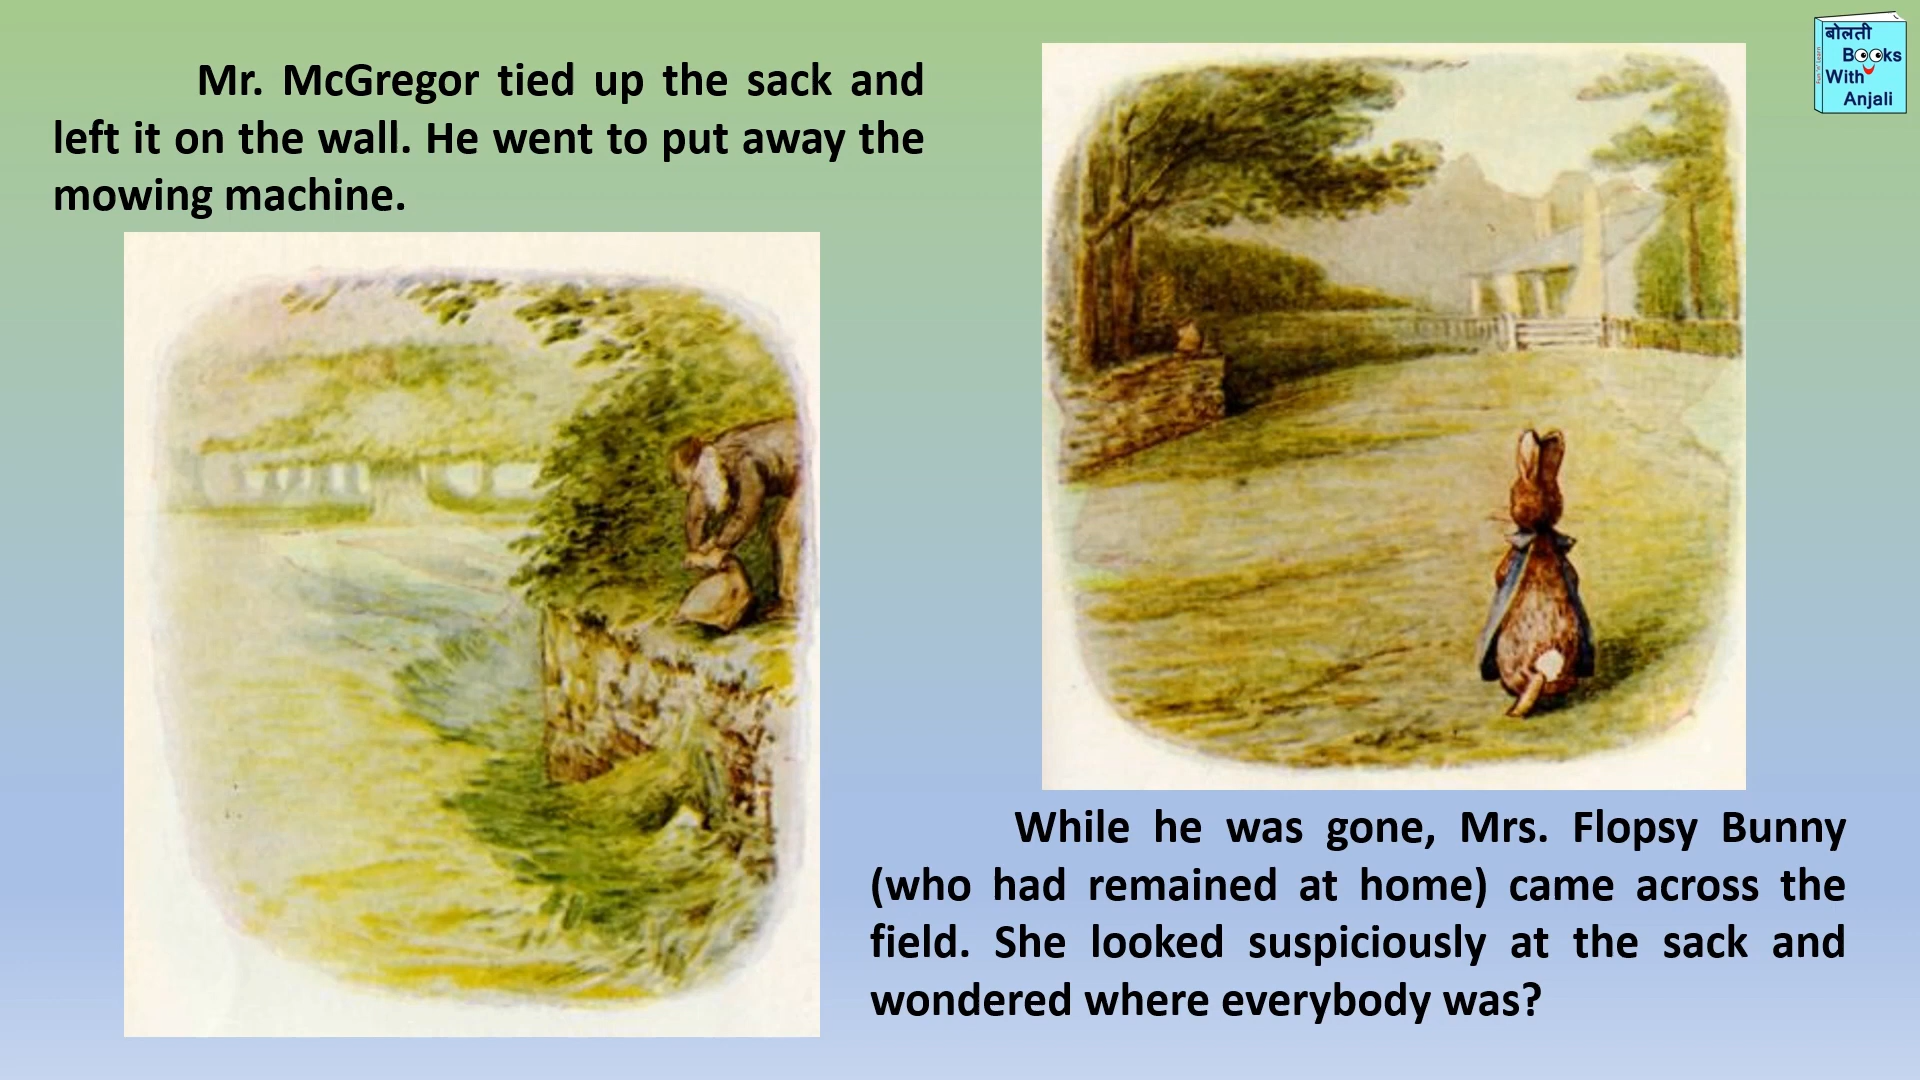 Mr. McGregor tied up the sack and
left it on the wall. He went to put away the
mowing machine.
While he was gone, Mrs. Flopsy Bunny
(who had remained at home) came across the
field. She looked suspiciously at the sack and
wondered where everybody was?
बोलती
Books
With
Anjali